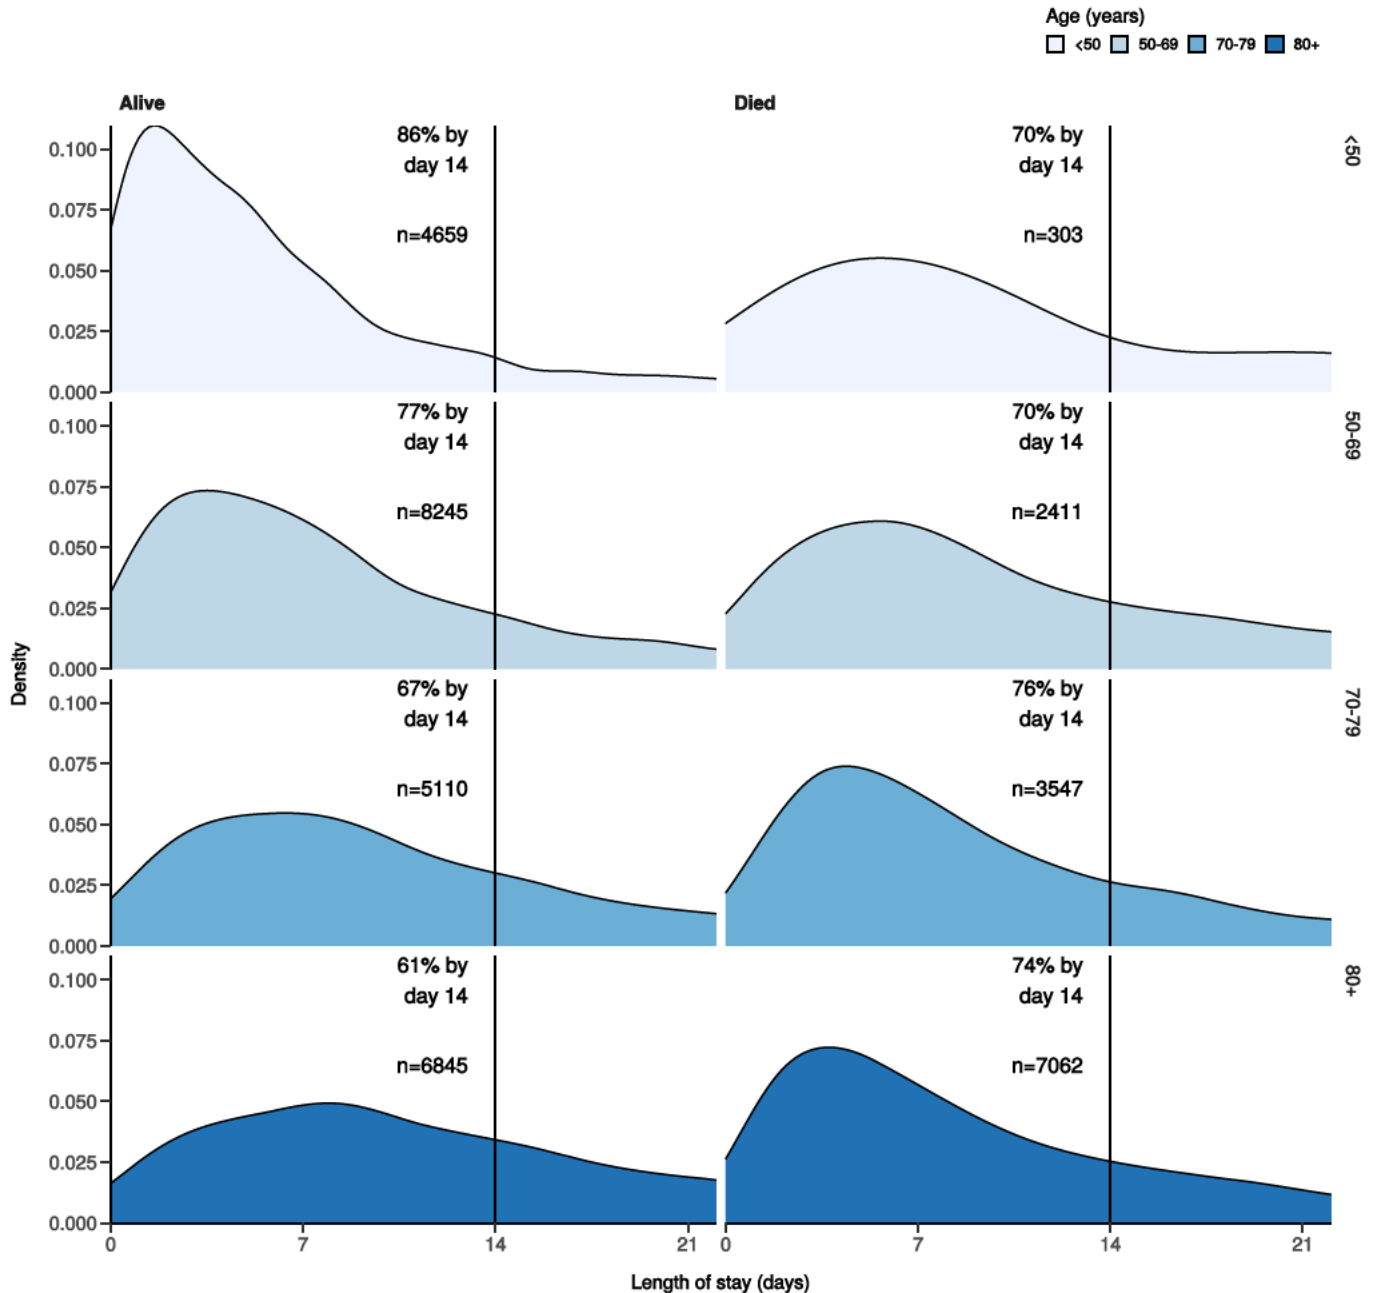 Age (years)
<50 50-69 70-79 80+
Alive
Died
86% by
day 14
n=4659
70% by
day 14
n=303
<50
0.100
0.075
0.050
0.025
0.000
77% by
day 14
n=8245
70% by
day 14
n=2411
50-69
0.100
0.075
0.050
0.025
0.000
Density
67% by
day 14
n=5110
76% by
day 14
n=3547
70-79
0.100
0.075
0.050
0.025
0.000
61% by
day 14
n=6845
74% by
day 14
n=7062
80+
0.100
0.075
0.050
0.025
0.000
0 7 14 21 0 7 14 21
Length of stay (days)